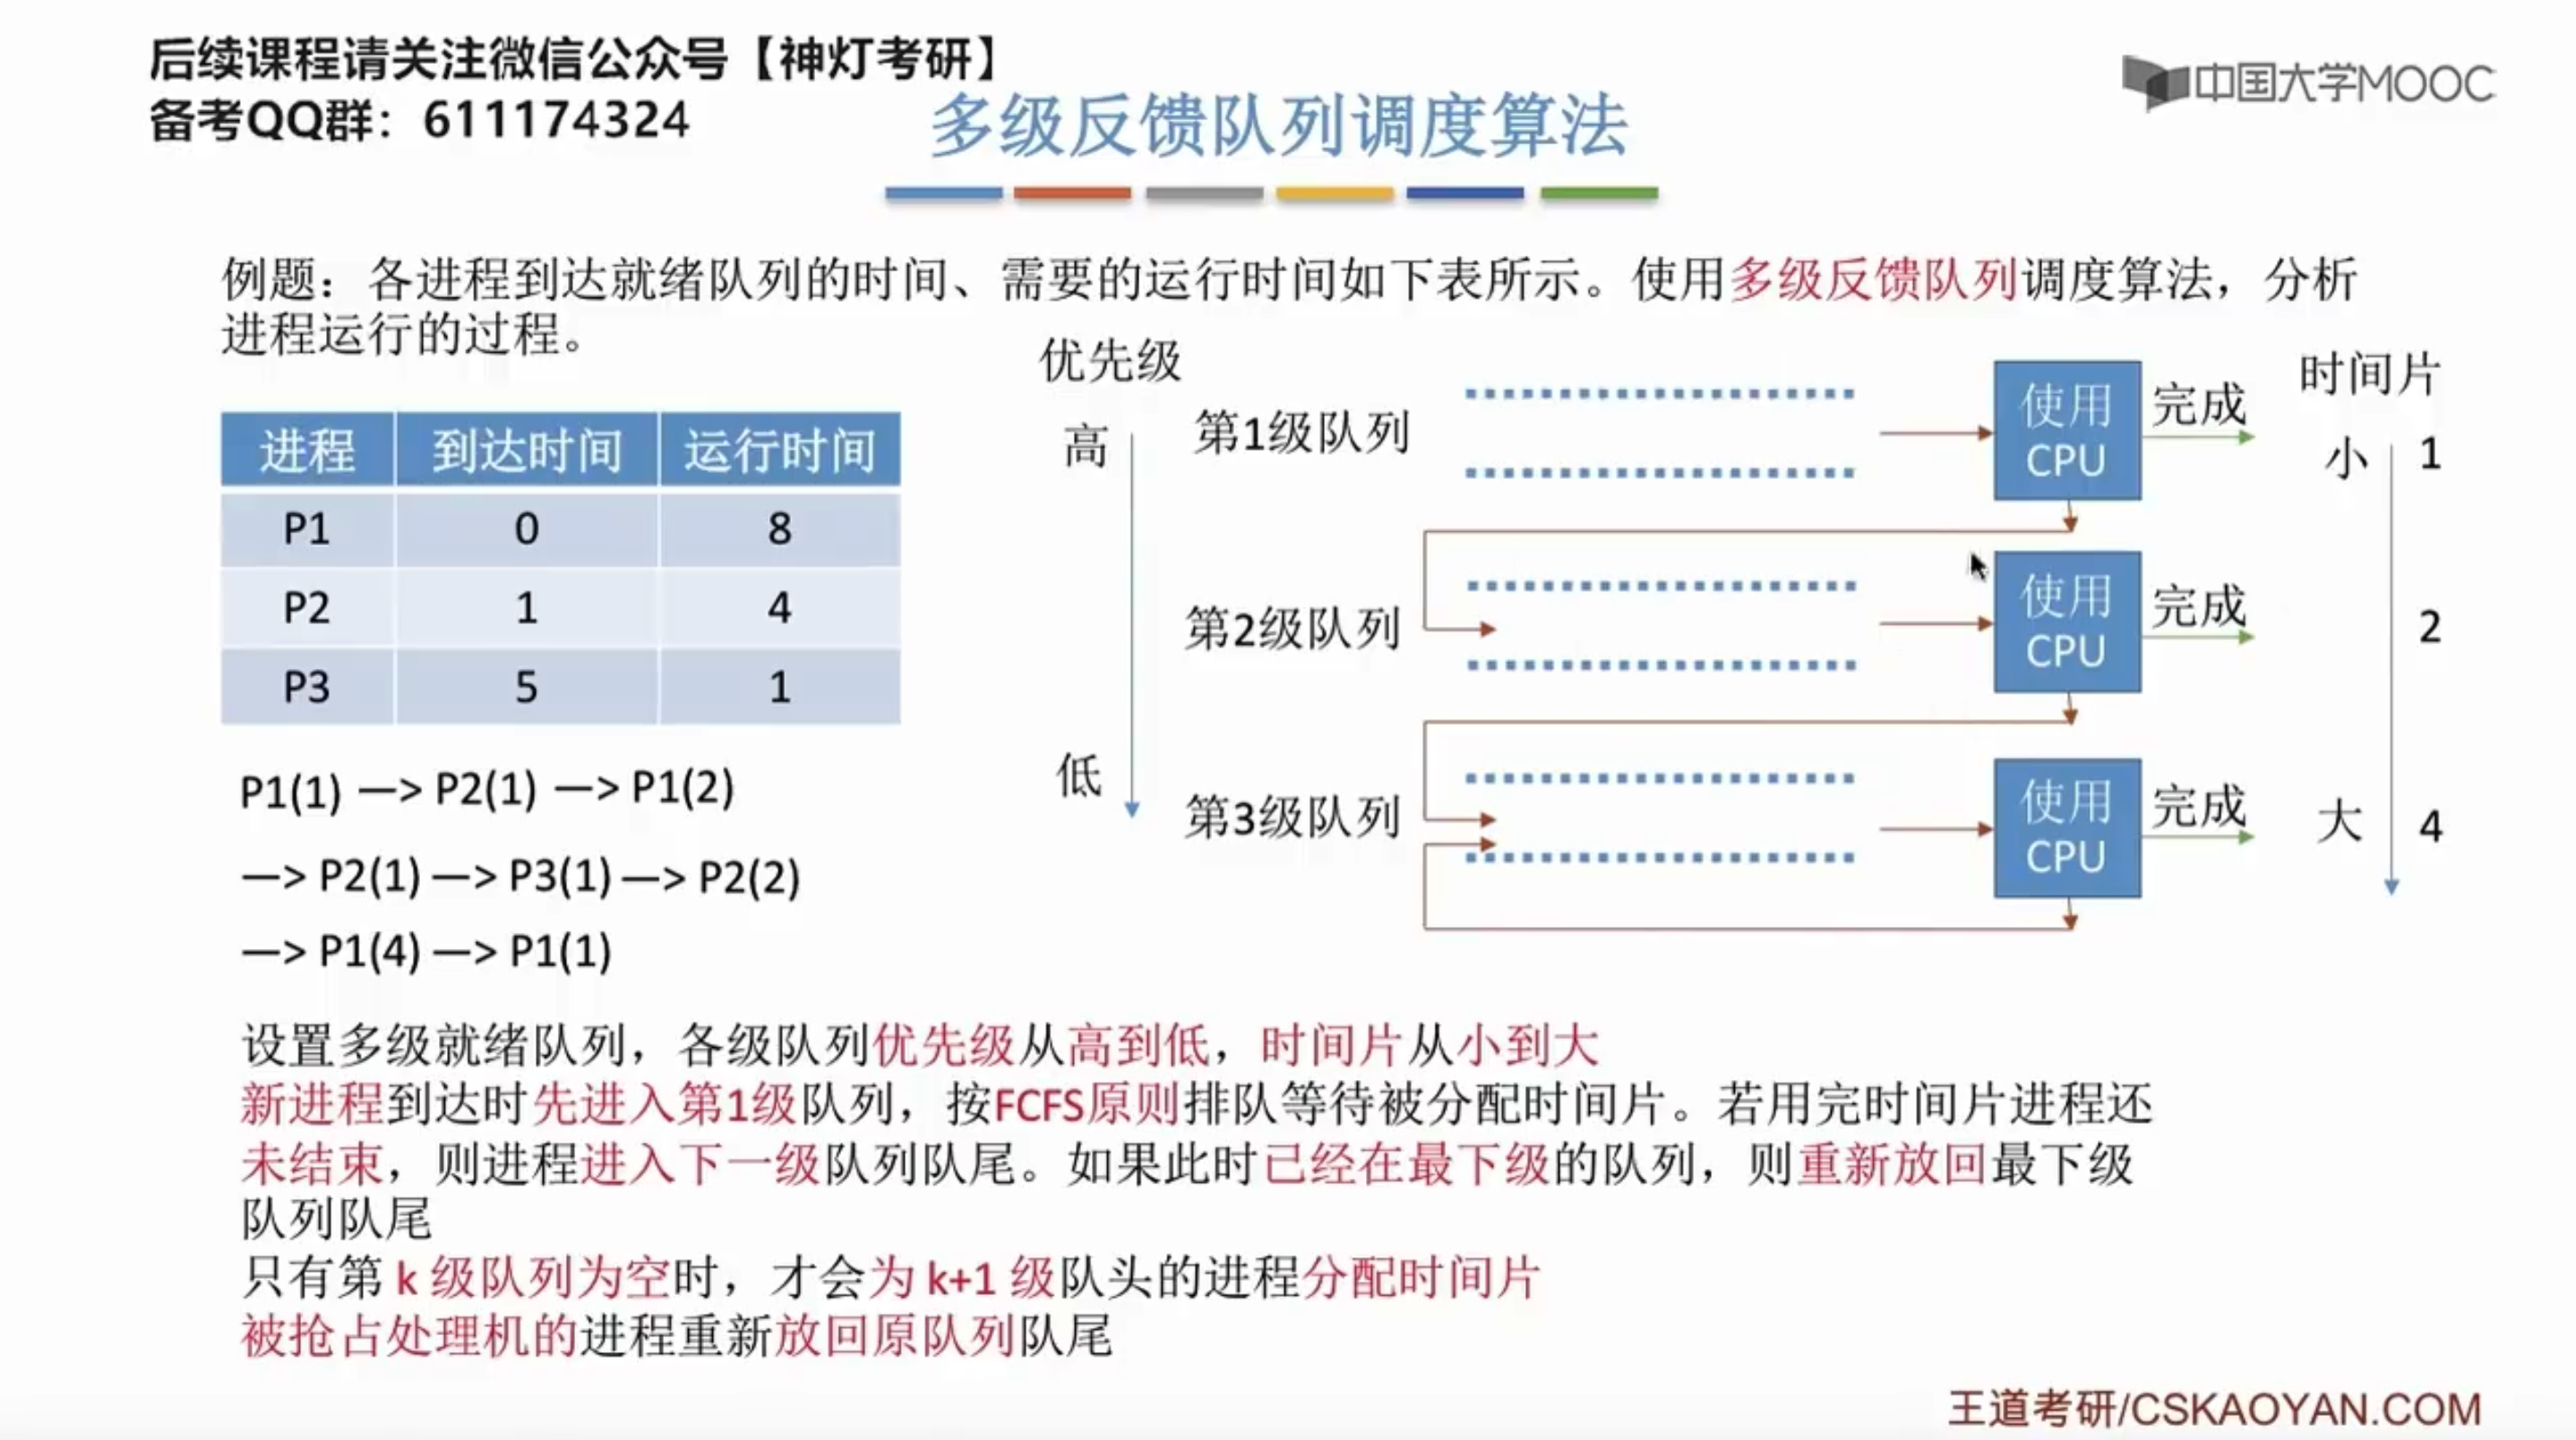 后续课程请关注微信公众号【神灯考研】
备考QQ群：611174324
中国大学MOOC
多级反馈队列调度算法
例题：各进程到达就绪队列的时间、需要的运行时间如下表所示。使用多级反馈队列调度算法，分析
进程运行的过程。
进程 到达时间 运行时间
P1 0 8
P2 1 4
P3 5 1
P1(1) —> P2(1) —> P1(2)
—> P2(1) —> P3(1) —> P2(2)
—> P1(4) —> P1(1)
优先级
高
低
第1级队列
使用
CPU
完成
第2级队列
使用
CPU
完成
第3级队列
使用
CPU
完成
时间片
小 1
2
大 4
设置多级就绪队列，各级队列优先级从高到低，时间片从小到大
新进程到达时先进入第1级队列，按FCFS原则排队等待被分配时间片。若用完时间片进程还
未结束，则进程进入下一级队列队尾。如果此时已经在最下级的队列，则重新放回最下级
队列队尾
只有第 k 级队列为空时，才会为 k+1 级队头的进程分配时间片
被抢占处理机的进程重新放回原队列队尾
王道考研/CSKAOYAN.COM